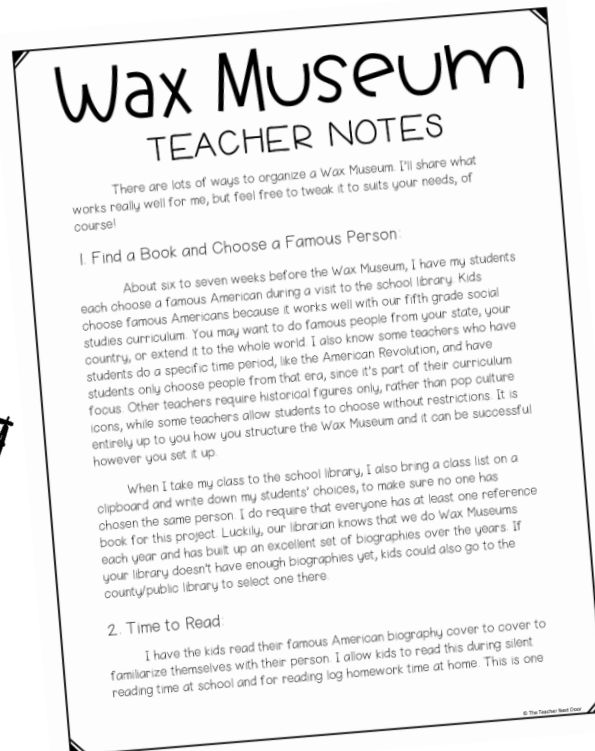 Wax Museum
TEACHER NOTES
There are lots of ways to organize a Wax Museum. I'll share what
works really well for me, but feel free to tweak it to suits your needs, of
course!
1. Find a Book and Choose a Famous Person:
About six to seven weeks before the Wax Museum, I have my students
each choose a famous American during a visit to the school library. Kids
choose famous Americans because it works well with our fifth grade social
studies curriculum. You may want to do famous people from your state, your
country, or extend it to the whole world. I also know some teachers who have
students do a specific time period, like the American Revolution, and have
students only choose people from that era, since it's part of their curriculum
focus. Other teachers require historical figures only, rather than pop culture
icons, while some teachers allow students to choose without restrictions. It is
entirely up to you how you structure the Wax Museum and it can be successful
however you set it up.
When I take my class to the school library, I also bring a class list on a
clipboard and write down my students' choices, to make sure no one has
chosen the same person. I do require that everyone has at least one reference
book for this project. Luckily, our librarian knows that we do Wax Museums
each year and has built up an excellent set of biographies over the years. If
your library doesn't have enough biographies yet, kids could also go to the
county/public library to select one there.
2. Time to Read:
I have the kids read their famous American biography cover to cover to
familiarize themselves with their person. I allow kids to read this during silent
reading time at school and for reading log homework time at home. This is one
© The Teacher Next Door